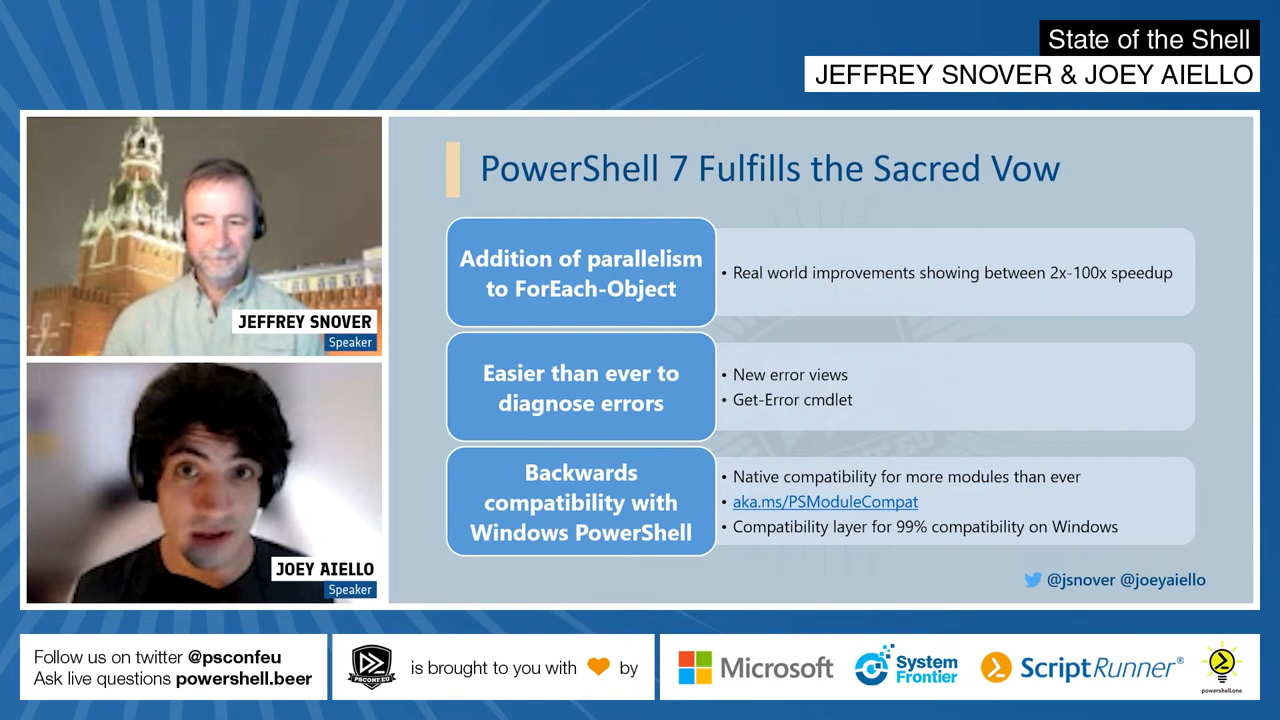 State of the Shell
JEFFREY SNOVER & JOEY AIELLO
JEFFREY SNOVER
Speaker
JOEY AIELLO
Speaker
PowerShell 7 Fulfills the Sacred Vow
Addition of parallelism
to ForEach-Object
• Real world improvements showing between 2x-100x speedup
Easier than ever to
diagnose errors
• New error views
• Get-Error cmdlet
Backwards
compatibility with
Windows PowerShell
• Native compatibility for more modules than ever
• aka.ms/PSModuleCompat
• Compatibility layer for 99% compatibility on Windows
@jsnover @joeyaiello
Follow us on twitter @psconfeu
Ask live questions powershell.beer
PSCONF.EU
is brought to you with
by
Microsoft
System
Frontier
ScriptRunner®
powershell.one